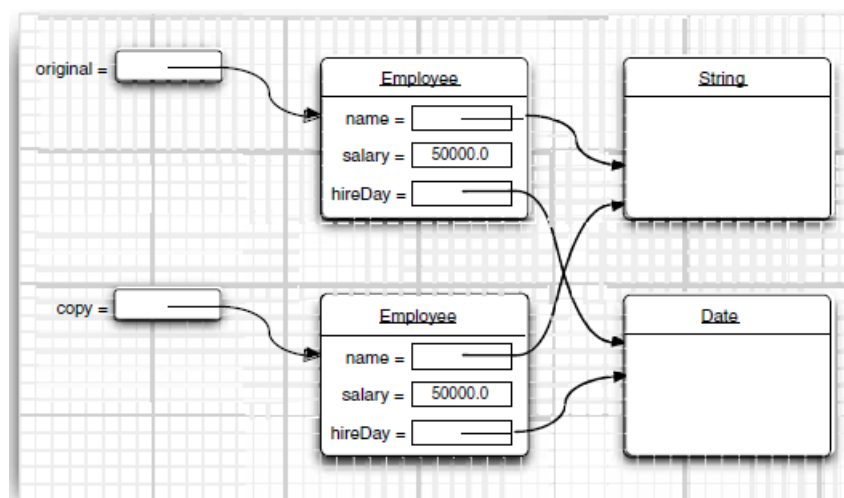 original =
Employee
name =
salary = 50000.0
hireDay =
String
copy =
Employee
name =
salary = 50000.0
hireDay =
Date